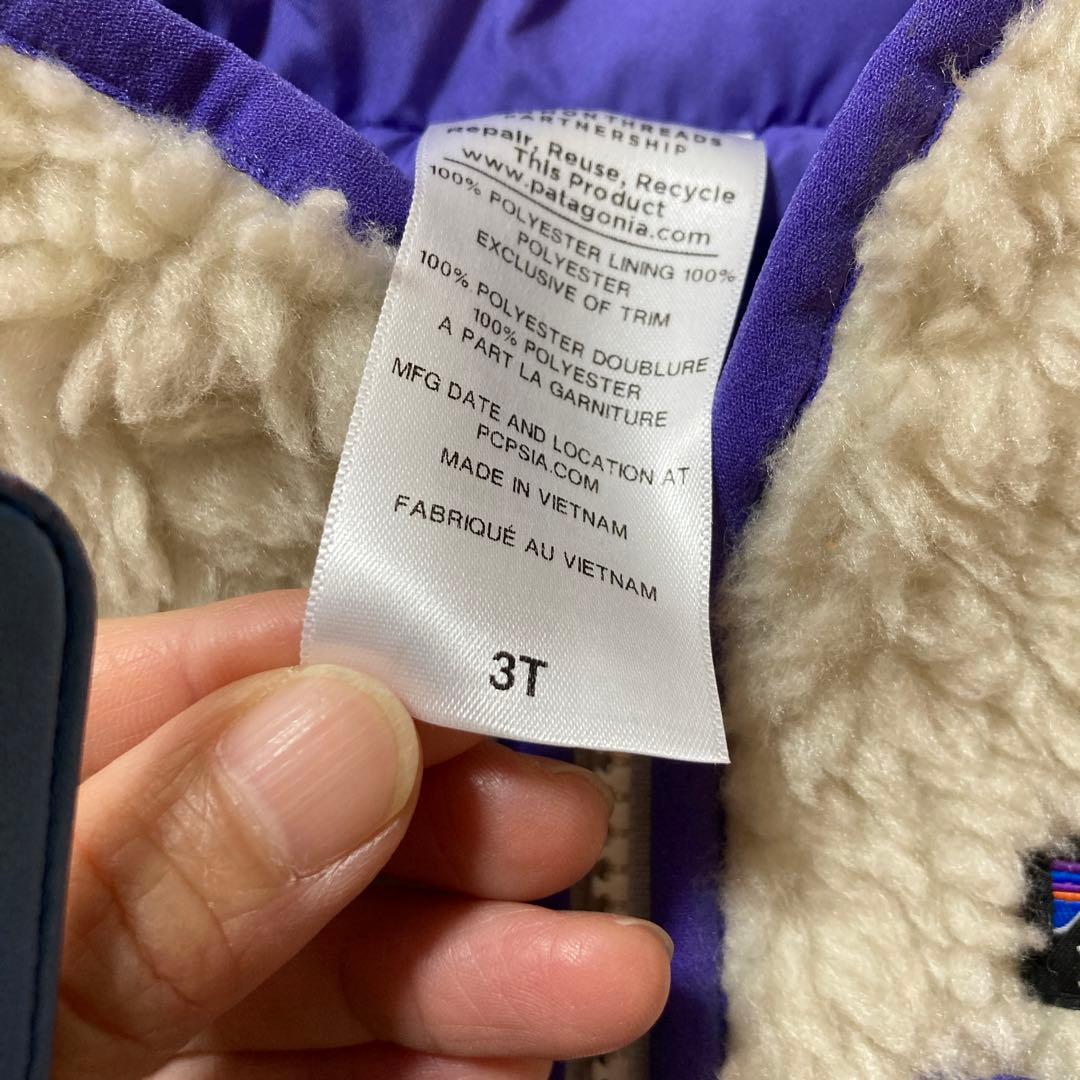 THREADS
PARTNERSHIP
Repair, Reuse, Recycle
This Product
www.patagonia.com
100% POLYESTER LINING 100%
POLYESTER
EXCLUSIVE OF TRIM
100% POLYESTER DOUBLURE
100% POLYESTER
A PART LA GARNITURE
MFG DATE AND LOCATION AT
PCPSIA.COM
MADE IN VIETNAM
FABRIQUÉ AU VIETNAM
3T